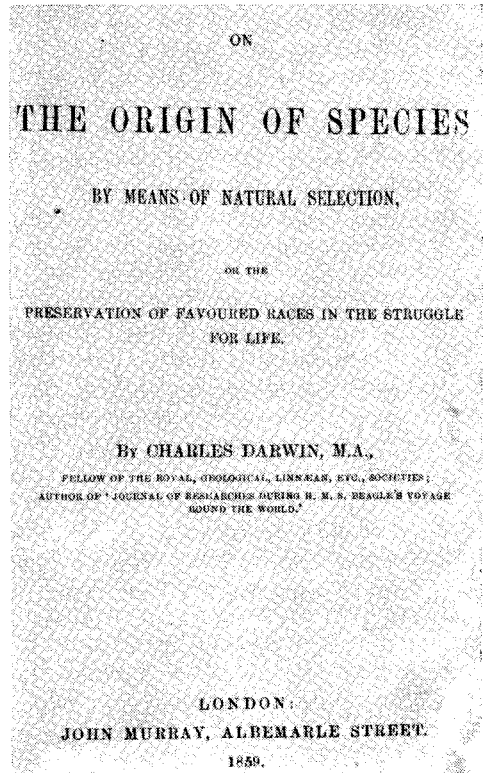 ON
THE ORIGIN OF SPECIES
BY MEANS OF NATURAL SELECTION,
OR THE
PRESERVATION OF FAVOURED RACES IN THE STRUGGLE
FOR LIFE.
BY CHARLES DARWIN, M.A.,
FELLOW OF THE ROYAL, GEOLOGICAL, LINNÆAN, ETC., SOCIETIES;
AUTHOR OF 'JOURNAL OF RESEARCHES DURING H. M. S. BEAGLE'S VOYAGE
ROUND THE WORLD.'
LONDON:
JOHN MURRAY, ALBEMARLE STREET.
1859.